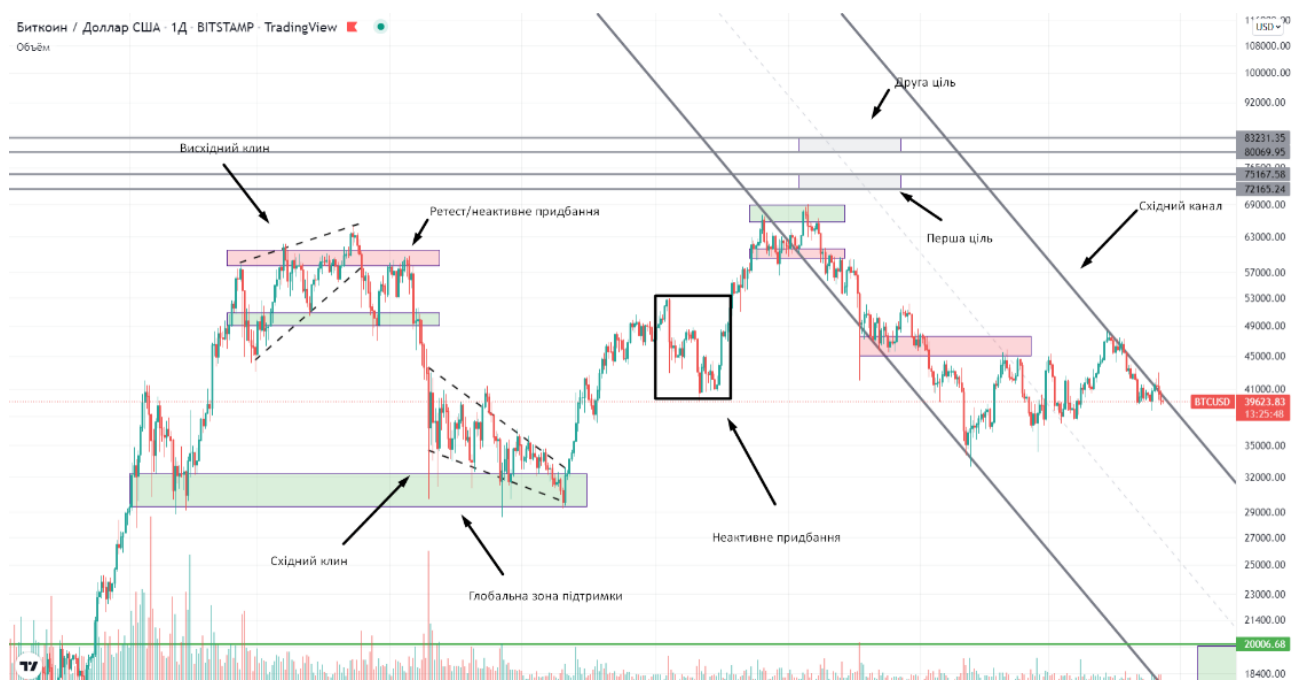 Биткоин / Доллар США · 1Д · BITSTAMP · TradingView
Объём
USD
108000.00
100000.00
Друга ціль
92000.00
83231.35
Висхідний клин
80069.95
75167.58
72165.24
Ретест/неактивне придбання
Східний канал
69000.00
Перша ціль
63000.00
57000.00
53000.00
49000.00
45000.00
41000.00
BTCUSD 39623.83
13:25:48
35000.00
32000.00
29000.00
Неактивне придбання
27000.00
Східний клин
25000.00
Глобальна зона підтримки
23000.00
21400.00
20006.68
18400.00